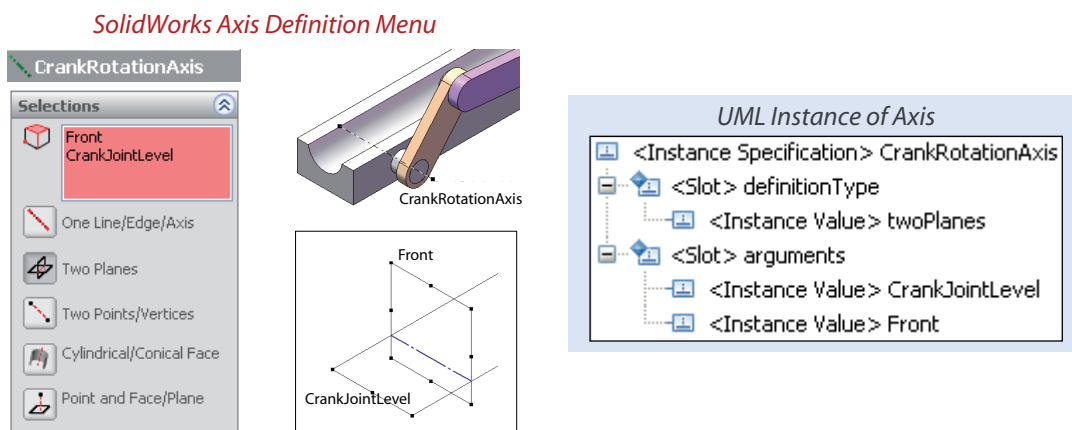 SolidWorks Axis Definition Menu
CrankRotationAxis
Selections
Front
CrankJointLevel
One Line/Edge/Axis
Two Planes
Two Points/Vertices
Cylindrical/Conical Face
Point and Face/Plane
CrankRotationAxis
Front
CrankJointLevel
UML Instance of Axis
<Instance Specification> CrankRotationAxis
<Slot> definitionType
<Instance Value> twoPlanes
<Slot> arguments
<Instance Value> CrankJointLevel
<Instance Value> Front